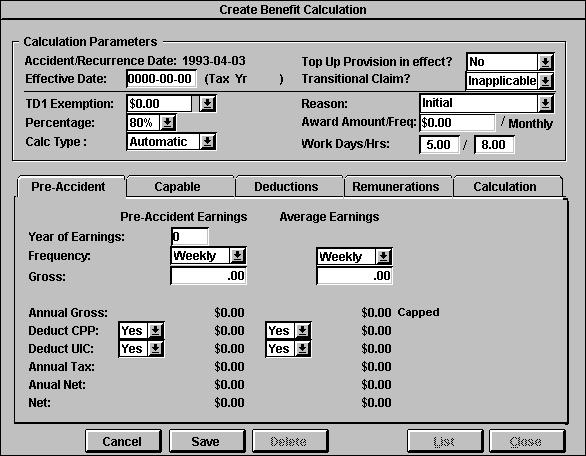 Create Benefit Calculation
Calculation Parameters
Accident/Recurrence Date: 1993-04-03
Top Up Provision in effect? No
Effective Date: 0000-00-00 (Tax Yr )
Transitional Claim? Inapplicable
TD1 Exemption: $0.00
Reason: Initial
Percentage: 80%
Award Amount/Freq: $0.00 / Monthly
Calc Type : Automatic
Work Days/Hrs: 5.00 / 8.00
Pre-Accident Capable Deductions Remunerations Calculation
Pre-Accident Earnings Average Earnings
Year of Earnings: 0
Frequency: Weekly Weekly
Gross: .00 .00
Annual Gross: $0.00 $0.00 Capped
Deduct CPP: Yes $0.00 Yes $0.00
Deduct UIC: Yes $0.00 Yes $0.00
Annual Tax: $0.00 $0.00
Anual Net: $0.00 $0.00
Net: $0.00 $0.00
Cancel Save Delete List Close